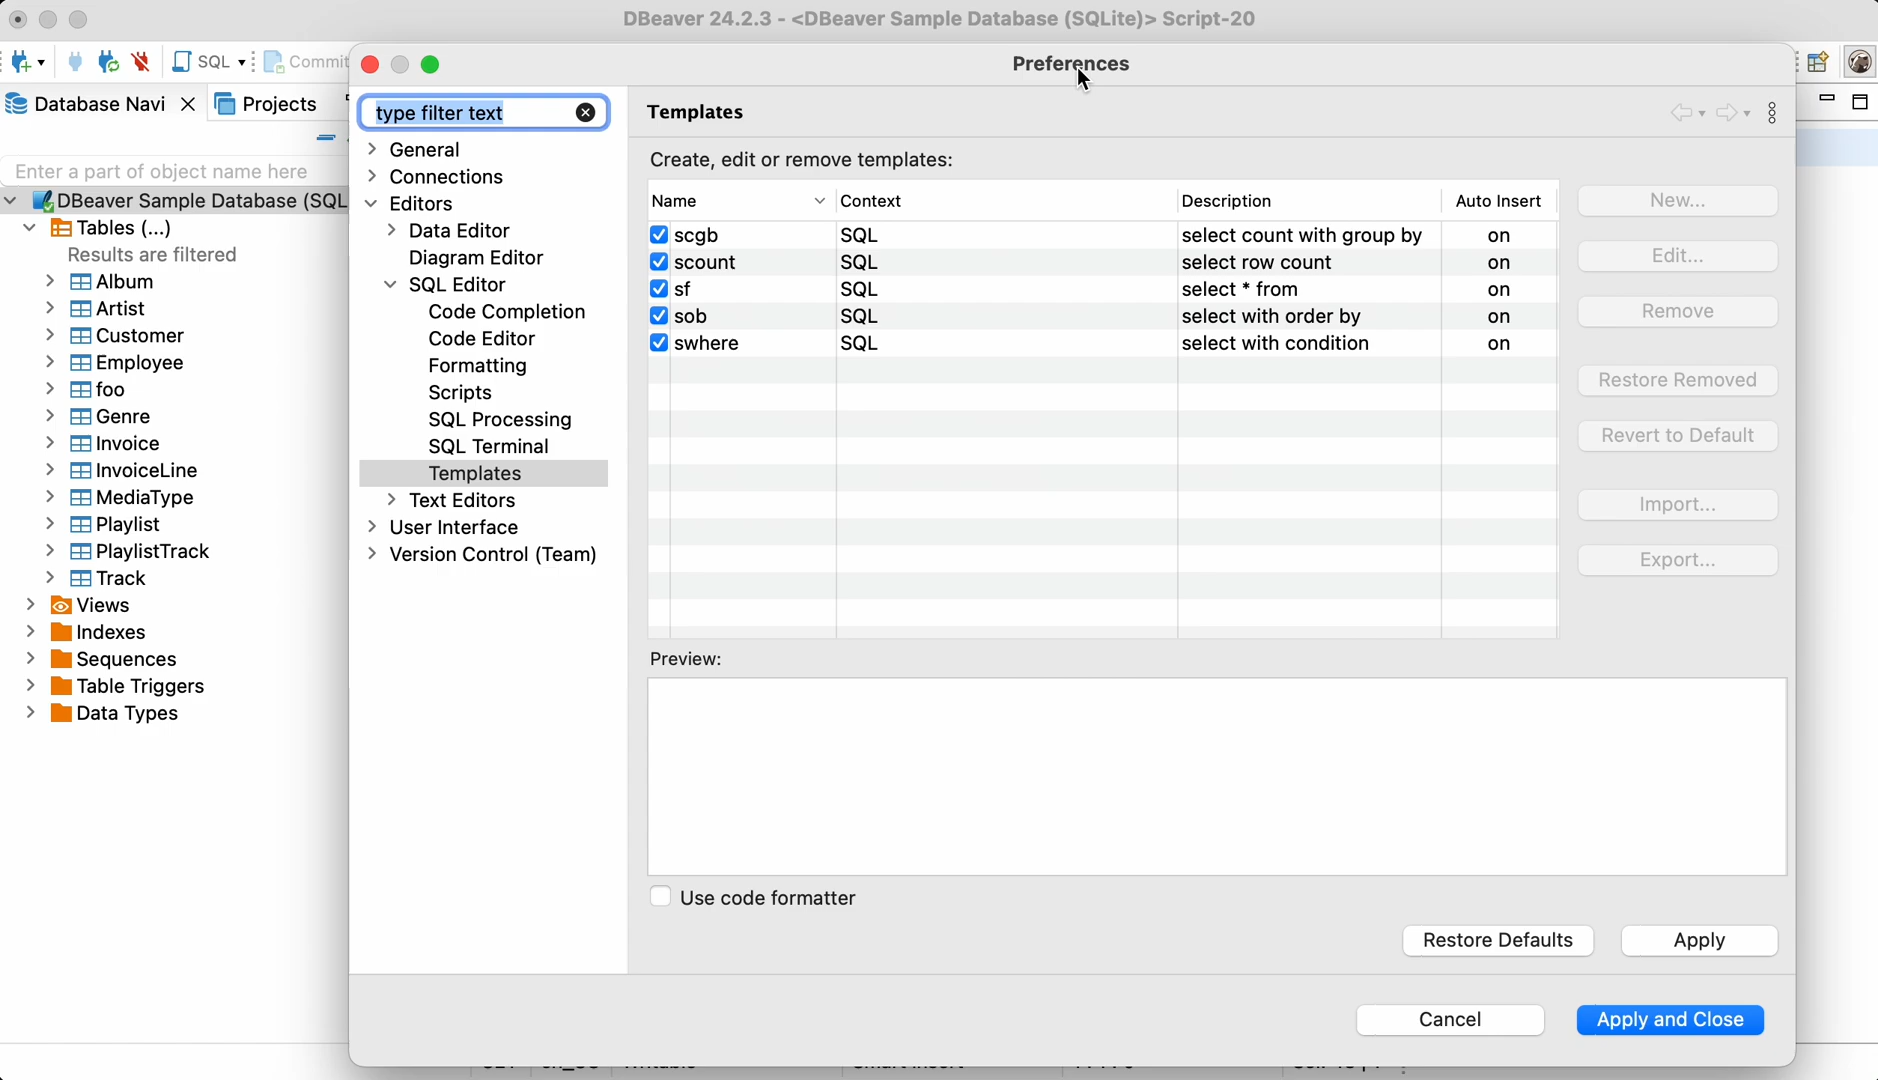 DBeaver 24.2.3 - <DBeaver Sample Database (SQLite)> Script-20
SQL
Commit
Database Navi
Projects
Enter a part of object name here
DBeaver Sample Database (SQL
Tables (...)
Results are filtered
Album
Artist
Customer
Employee
foo
Genre
Invoice
InvoiceLine
MediaType
Playlist
PlaylistTrack
Track
Views
Indexes
Sequences
Table Triggers
Data Types
Preferences
type filter text
General
Connections
Editors
Data Editor
Diagram Editor
SQL Editor
Code Completion
Code Editor
Formatting
Scripts
SQL Processing
SQL Terminal
Templates
Text Editors
User Interface
Version Control (Team)
Templates
Create, edit or remove templates:
Name Context Description Auto Insert
scgb SQL select count with group by on
scount SQL select row count on
sf SQL select * from on
sob SQL select with order by on
swhere SQL select with condition on
New...
Edit...
Remove
Restore Removed
Revert to Default
Import...
Export...
Preview:
Use code formatter
Restore Defaults
Apply
Cancel
Apply and Close